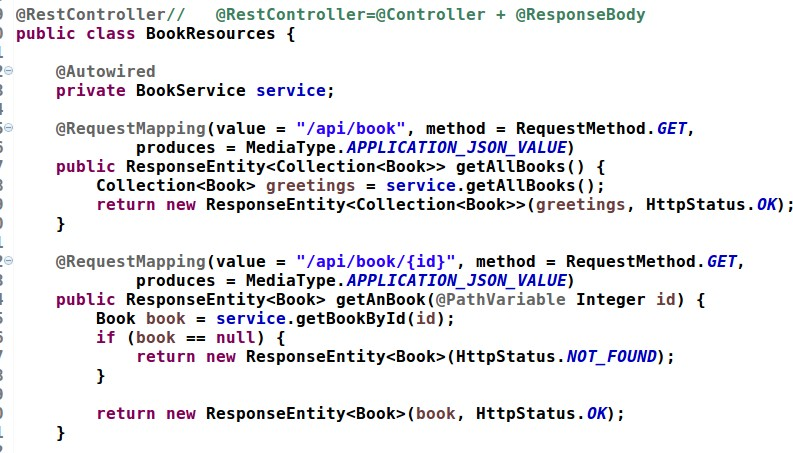 @RestController//   @RestController=@Controller + @ResponseBody
public class BookResources {
    @Autowired
    private BookService service;
    @RequestMapping(value = "/api/book", method = RequestMethod.GET,
            produces = MediaType.APPLICATION_JSON_VALUE)
    public ResponseEntity<Collection<Book>> getAllBooks() {
        Collection<Book> greetings = service.getAllBooks();
        return new ResponseEntity<Collection<Book>>(greetings, HttpStatus.OK);
    }
    @RequestMapping(value = "/api/book/{id}", method = RequestMethod.GET,
            produces = MediaType.APPLICATION_JSON_VALUE)
    public ResponseEntity<Book> getAnBook(@PathVariable Integer id) {
        Book book = service.getBookById(id);
        if (book == null) {
            return new ResponseEntity<Book>(HttpStatus.NOT_FOUND);
        }
        return new ResponseEntity<Book>(book, HttpStatus.OK);
    }